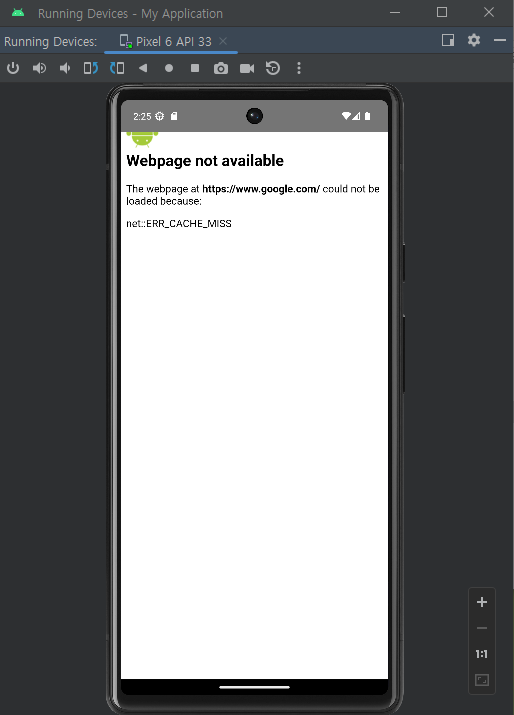 Running Devices - My Application
Running Devices: Pixel 6 API 33
2:25
Webpage not available
The webpage at https://www.google.com/ could not be
loaded because:
net::ERR_CACHE_MISS
1:1